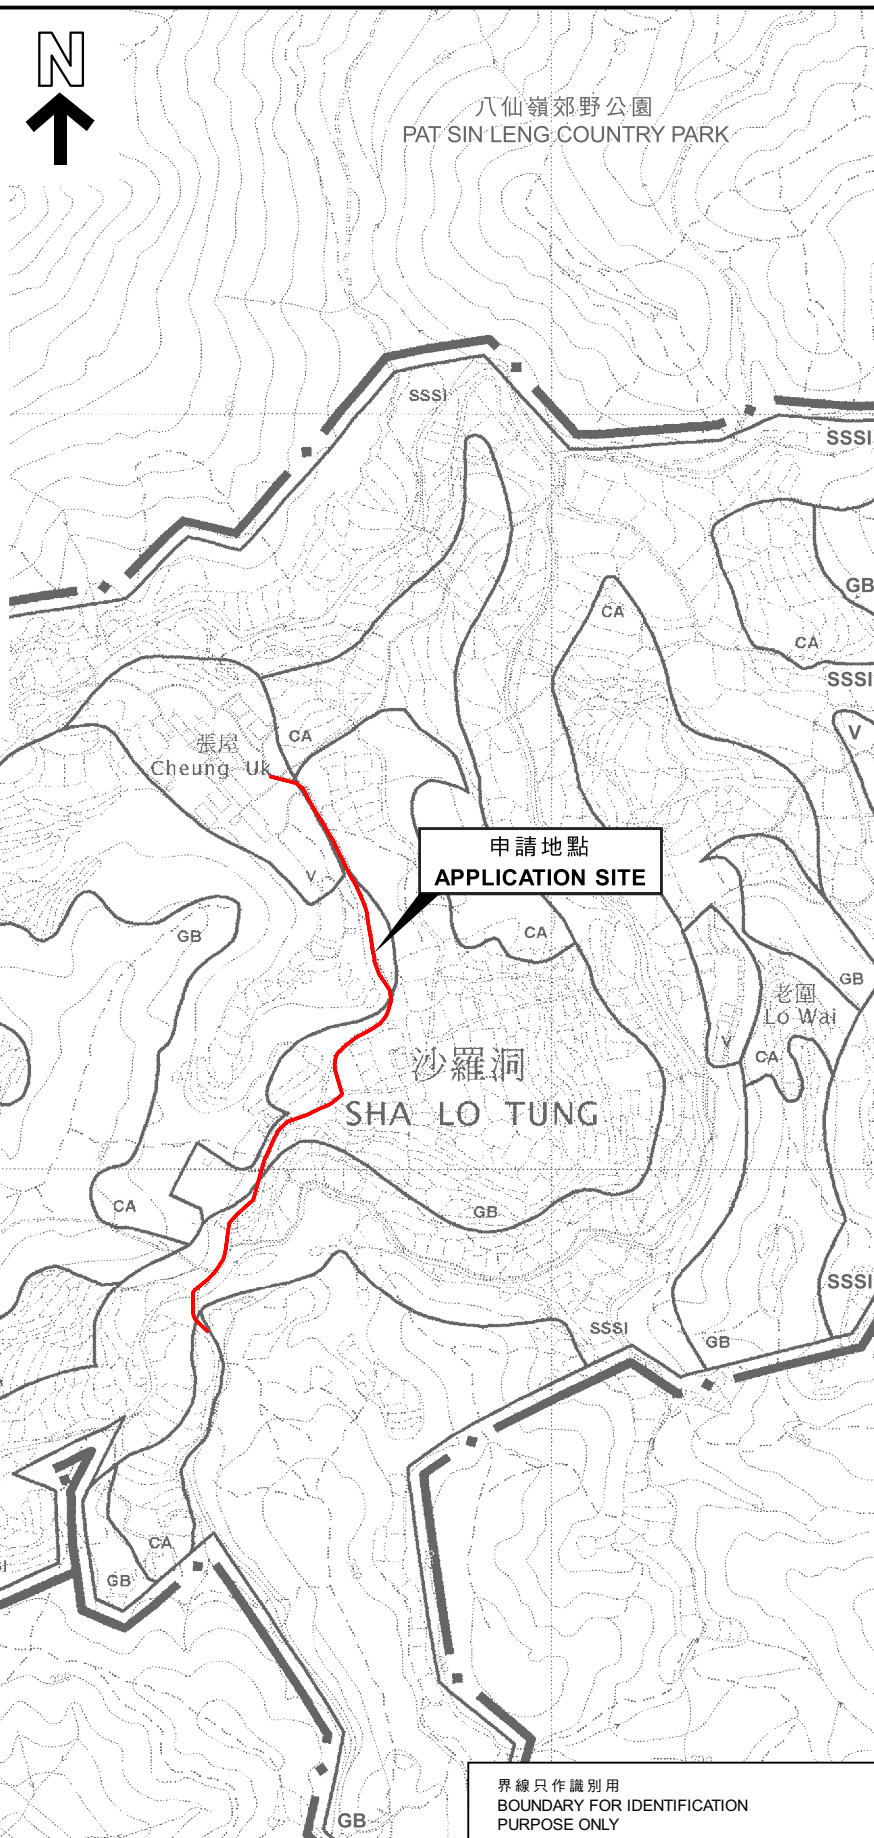 N
八仙嶺郊野公園
PAT SIN LENG COUNTRY PARK
SSSI
SSSI
GB
CA
CA
SSSI
V
張屋
CA
Cheung Uk
申請地點
APPLICATION SITE
V
GB
CA
GB
老圍
Lo Wai
V
CA
沙羅洞
SHA LO TUNG
CA
GB
SSSI
SSSI
GB
CA
GB
GB
界線只作識別用
BOUNDARY FOR IDENTIFICATION
PURPOSE ONLY